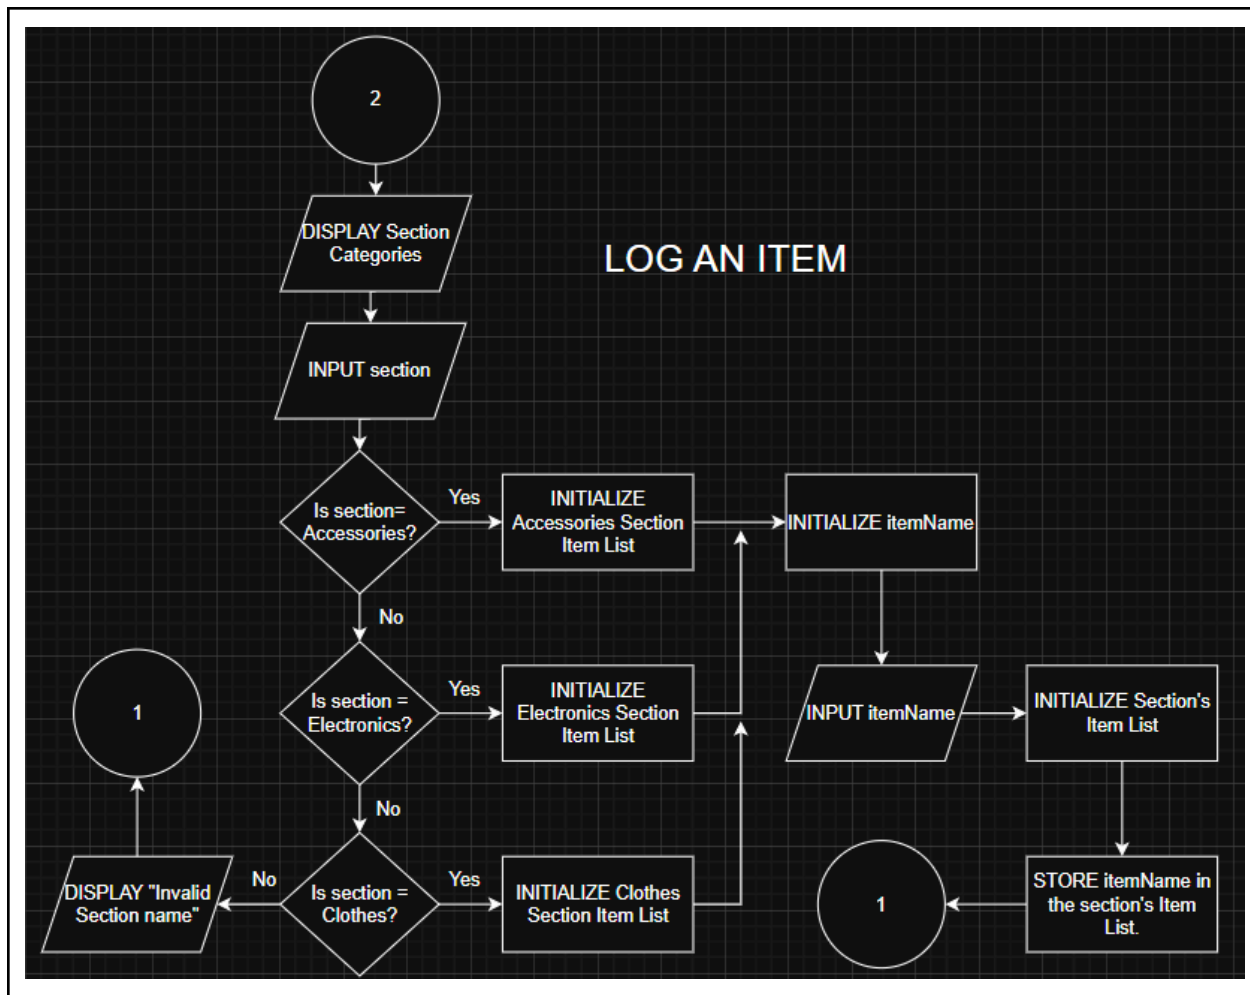 2
DISPLAY Section
Categories
LOG AN ITEM
INPUT section
Is section=
Accessories?
Yes
INITIALIZE
Accessories Section
Item List
INITIALIZE itemName
No
1
Is section =
Electronics?
Yes
INITIALIZE
Electronics Section
Item List
INPUT itemName
INITIALIZE Section's
Item List
No
DISPLAY "Invalid
Section name"
No
Is section =
Clothes?
Yes
INITIALIZE Clothes
Section Item List
1
STORE itemName in
the section's Item
List.